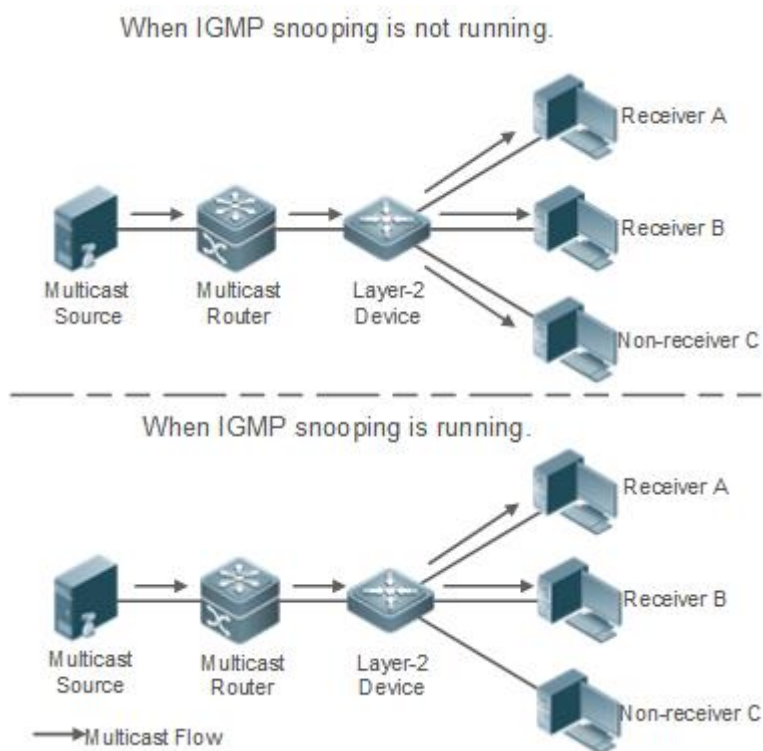 When IGMP snooping is not running.
Receiver A
Receiver B
Multicast
Source
Multicast
Router
Layer-2
Device
Non-receiver C
When IGMP snooping is running.
Receiver A
Receiver B
Multicast
Source
Multicast
Router
Layer-2
Device
Non-receiver C
Multicast Flow